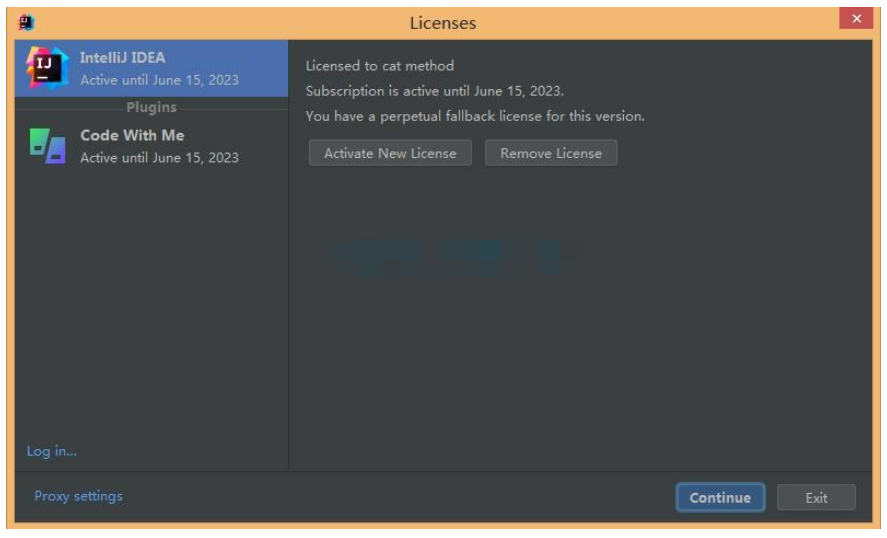 Licenses
IntelliJ IDEA
Active until June 15, 2023
Plugins
Code With Me
Active until June 15, 2023
Log in...
Licensed to cat method
Subscription is active until June 15, 2023.
You have a perpetual fallback license for this version.
Activate New License Remove License
Proxy settings
Continue Exit